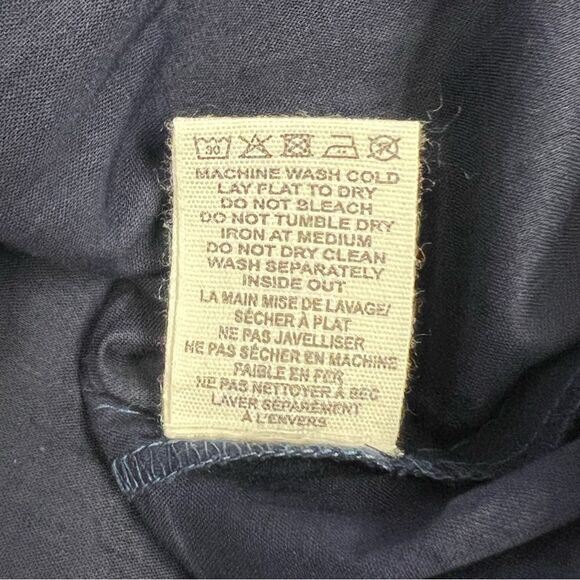 30
MACHINE WASH COLD
LAY FLAT TO DRY
DO NOT BLEACH
DO NOT TUMBLE DRY
IRON AT MEDIUM
DO NOT DRY CLEAN
WASH SEPARATELY
INSIDE OUT
LA MAIN MISE DE LAVAGE/
SÉCHER À PLAT
NE PAS JAVELLISER
NE PAS SÉCHER EN MACHINE
FAIBLE EN FER
NE PAS NETTOYER À SEC
LAVER SÉPARÉMENT
À L'ENVERS